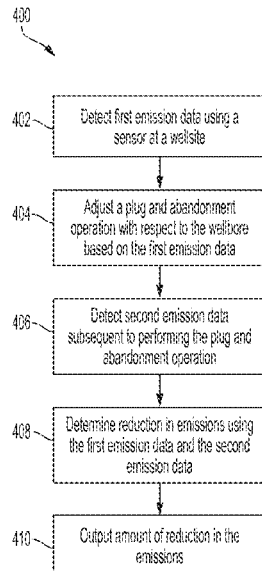 400
402
Detect first emission data using a
sensor at a wellsite
404
Adjust a plug and abandonment
operation with respect to the wellbore
based on the first emission data
406
Detect second emission data
subsequent to performing the plug and
abandonment operation
408
Determine reduction in emissions using
the first emission data and the second
emission data
410
Output amount of reduction in the
emissions